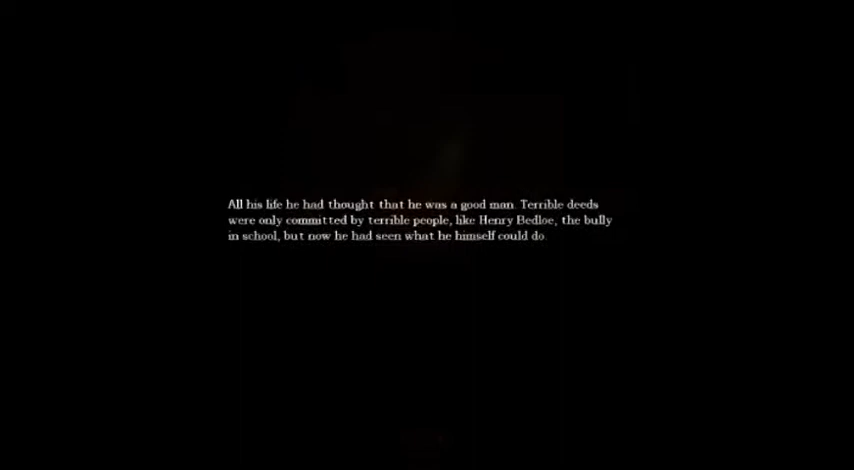 All his life he had thought that he was a good man. Terrible deeds
were only committed by terrible people, like Henry Bedloe, the bully
in school, but now he had seen what he himself could do.